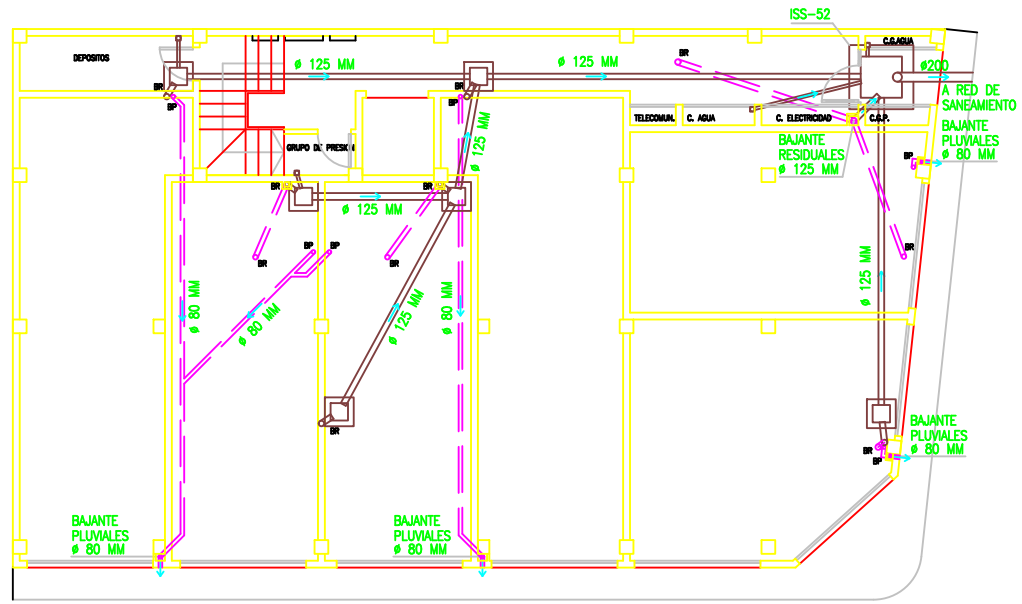 ISS-52
DEPOSITOS
C.G.AGUA
BR
ø 125 MM
ø 125 MM
ø200
A RED DE
SANEAMIENTO
BR
BR
BP
BP
TELECOMUN.
C. AGUA
C. ELECTRICIDAD
C.G.P.
BAJANTE
PLUVIALES
ø 80 MM
BAJANTE
RESIDUALES
ø 125 MM
GRUPO DE PRESION
ø 125 MM
BP
BR
BR
ø 125 MM
BP
BP
BR
BR
BR
ø 125 MM
ø 80 MM
ø 80 MM
ø 125 MM
ø 80 MM
BR
BAJANTE
PLUVIALES
ø 80 MM
BR
BP
BAJANTE
PLUVIALES
ø 80 MM
BAJANTE
PLUVIALES
ø 80 MM